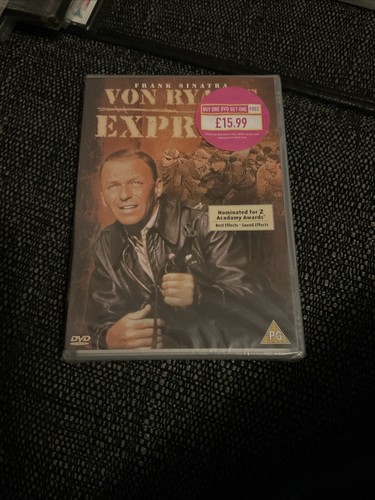 FRANK SINATRA
VON RYAN'S
EXPR
BUY ONE DVD GET ONE FREE
£15.99
Nominated for 2
Academy Awards
Best Effects - Sound Effects
DVD
PG